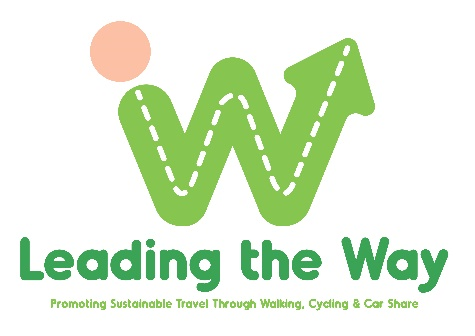 Leading the Way
Promoting Sustainable Travel Through Walking, Cycling & Car Share